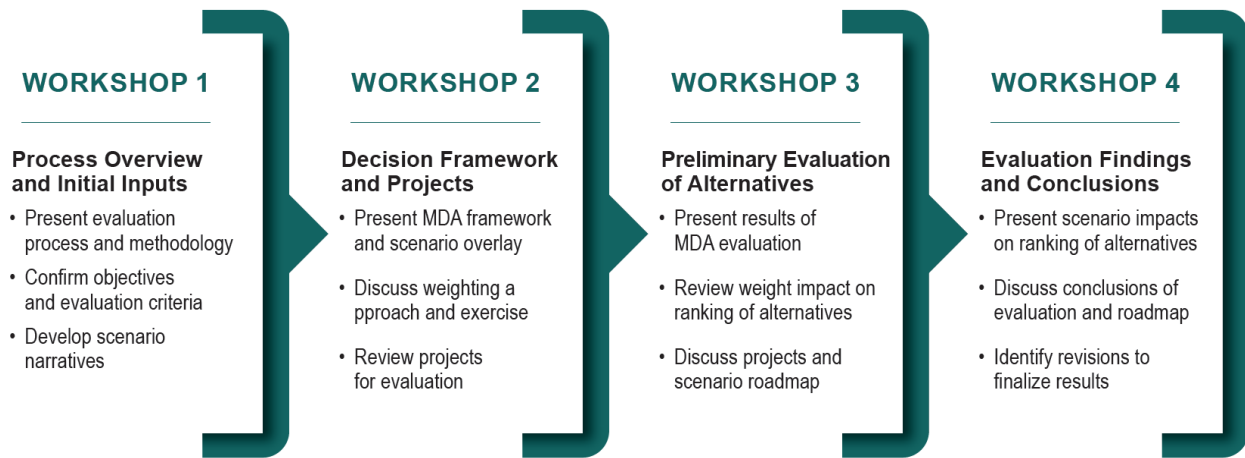 WORKSHOP 1
Process Overview
and Initial Inputs
• Present evaluation
process and methodology
• Confirm objectives
and evaluation criteria
• Develop scenario
narratives
WORKSHOP 2
Decision Framework
and Projects
• Present MDA framework
and scenario overlay
• Discuss weighting a
pproach and exercise
• Review projects
for evaluation
WORKSHOP 3
Preliminary Evaluation
of Alternatives
• Present results of
MDA evaluation
• Review weight impact on
ranking of alternatives
• Discuss projects and
scenario roadmap
WORKSHOP 4
Evaluation Findings
and Conclusions
• Present scenario impacts
on ranking of alternatives
• Discuss conclusions of
evaluation and roadmap
• Identify revisions to
finalize results